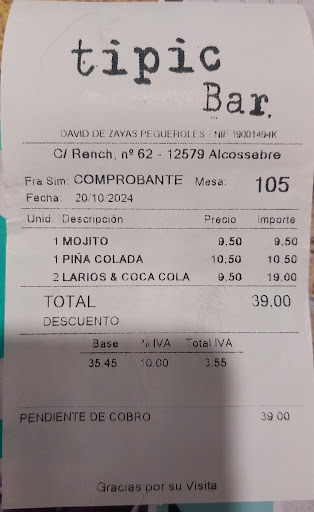 tipic
Bar.
DAVID DE ZAYAS PEGUEROLES - NIF
C/ Rench, nº 62 - 12579 Alcossebre
Fra Sim: COMPROBANTE Mesa: 105
Fecha: 20/10/2024
Unid. Descripción Precio Importe
1 MOJITO 9,50 9,50
1 PIÑA COLADA 10,50 10,50
2 LARIOS & COCA COLA 9,50 19,00
TOTAL 39.00
DESCUENTO
Base % IVA Total IVA
35.45 10.00 3.55
PENDIENTE DE COBRO 39.00
Gracias por su Visita